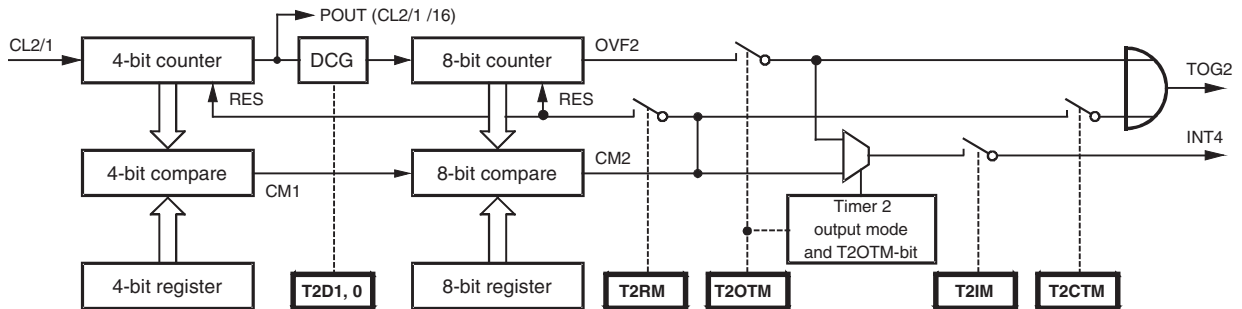 POUT (CL2/1 /16)
CL2/1
4-bit counter
DCG
8-bit counter
OVF2
TOG2
RES
RES
4-bit compare
CM1
8-bit compare
CM2
INT4
Timer 2
output mode
and T2OTM-bit
4-bit register
T2D1, 0
8-bit register
T2RM
T2OTM
T2IM
T2CTM